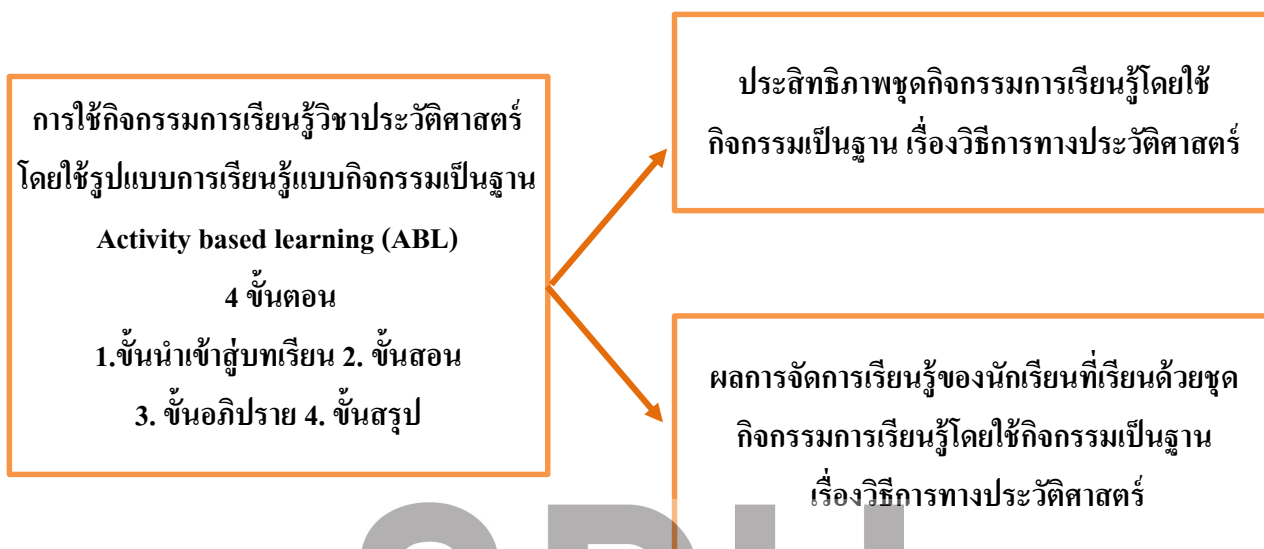 การใช้กิจกรรมการเรียนรู้วิชาประวัติศาสตร์
โดยใช้รูปแบบการเรียนรู้แบบกิจกรรมเป็นฐาน
Activity based learning (ABL)
4 ขั้นตอน
1.ขั้นนำเข้าสู่บทเรียน 2. ขั้นสอน
3. ขั้นอภิปราย 4. ขั้นสรุป
ประสิทธิภาพชุดกิจกรรมการเรียนรู้โดยใช้
กิจกรรมเป็นฐาน เรื่องวิธีการทางประวัติศาสตร์
ผลการจัดการเรียนรู้ของนักเรียนที่เรียนด้วยชุด
กิจกรรมการเรียนรู้โดยใช้กิจกรรมเป็นฐาน
เรื่องวิธีการทางประวัติศาสตร์